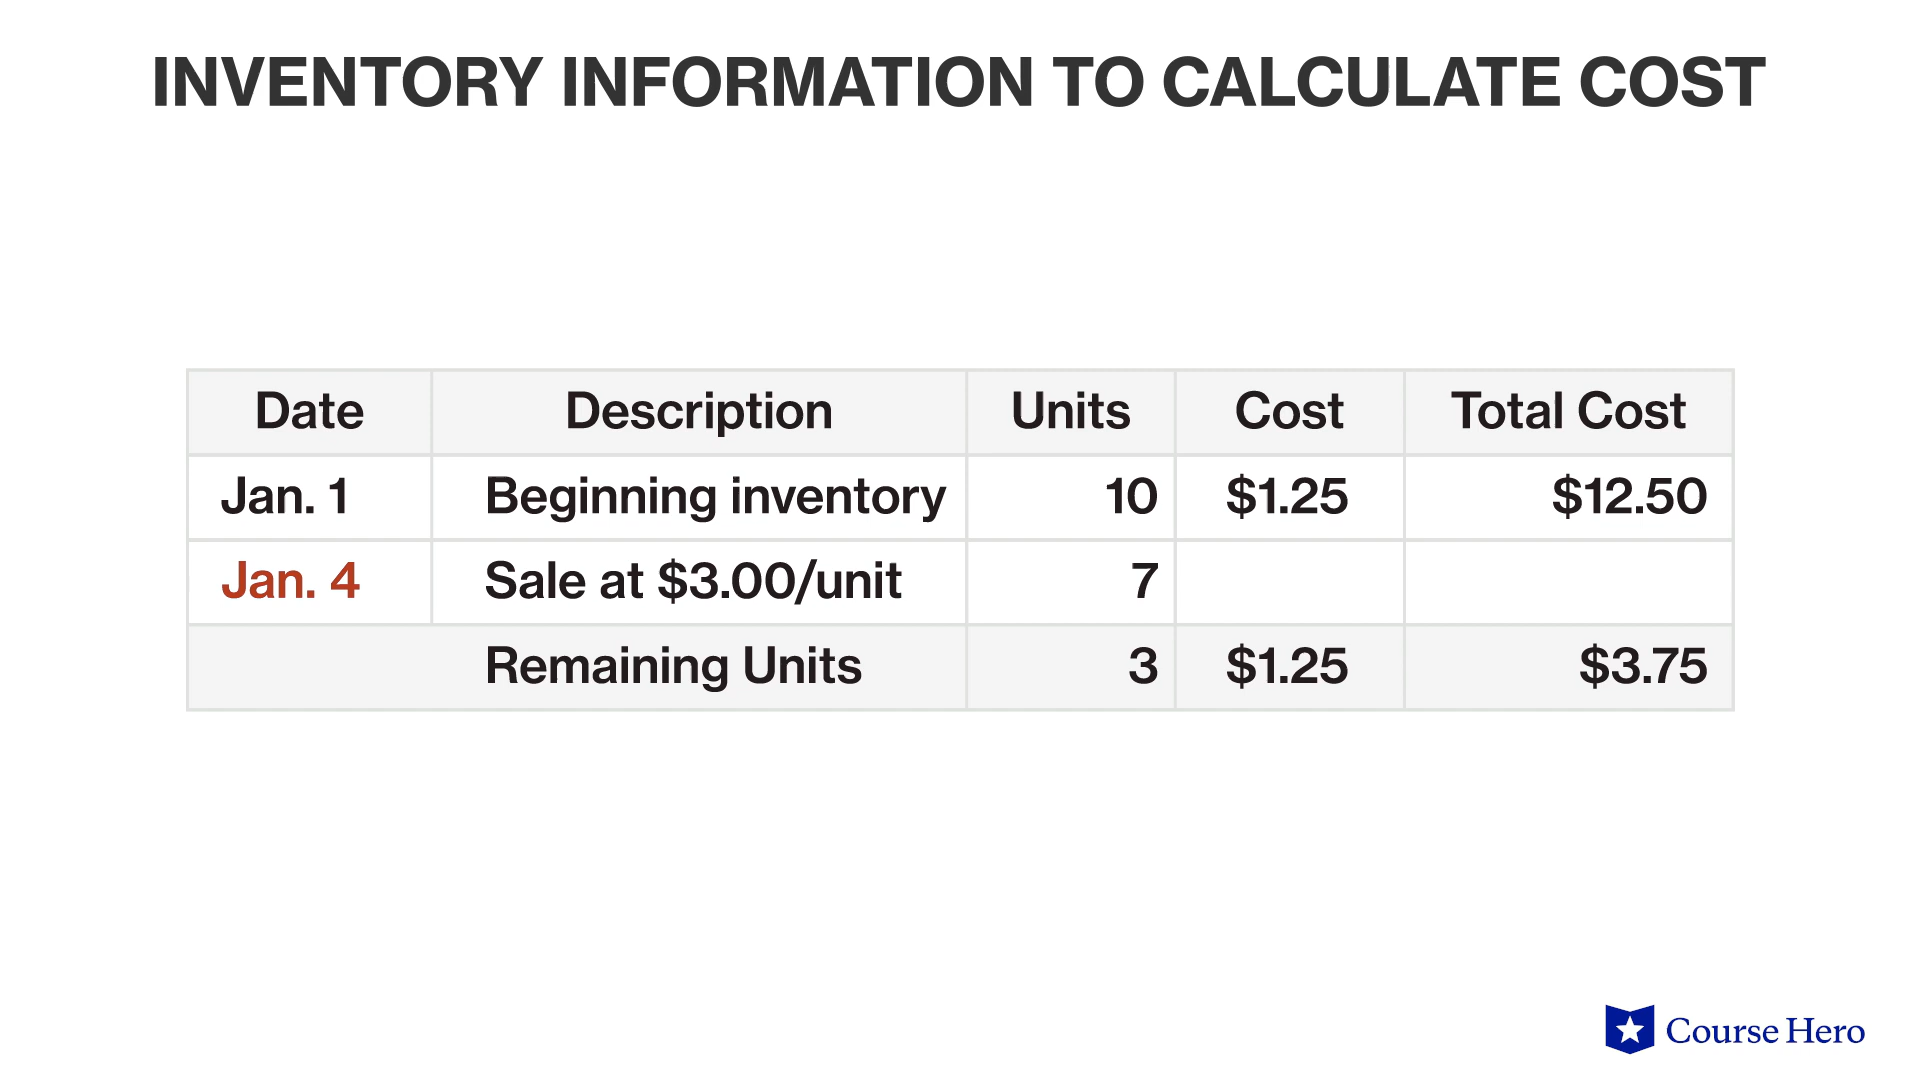 INVENTORY INFORMATION TO CALCULATE COST
Date Description Units Cost Total Cost
Jan. 1 Beginning inventory 10 $1.25 $12.50
Jan. 4 Sale at $3.00/unit 7
Remaining Units 3 $1.25 $3.75
Course Hero